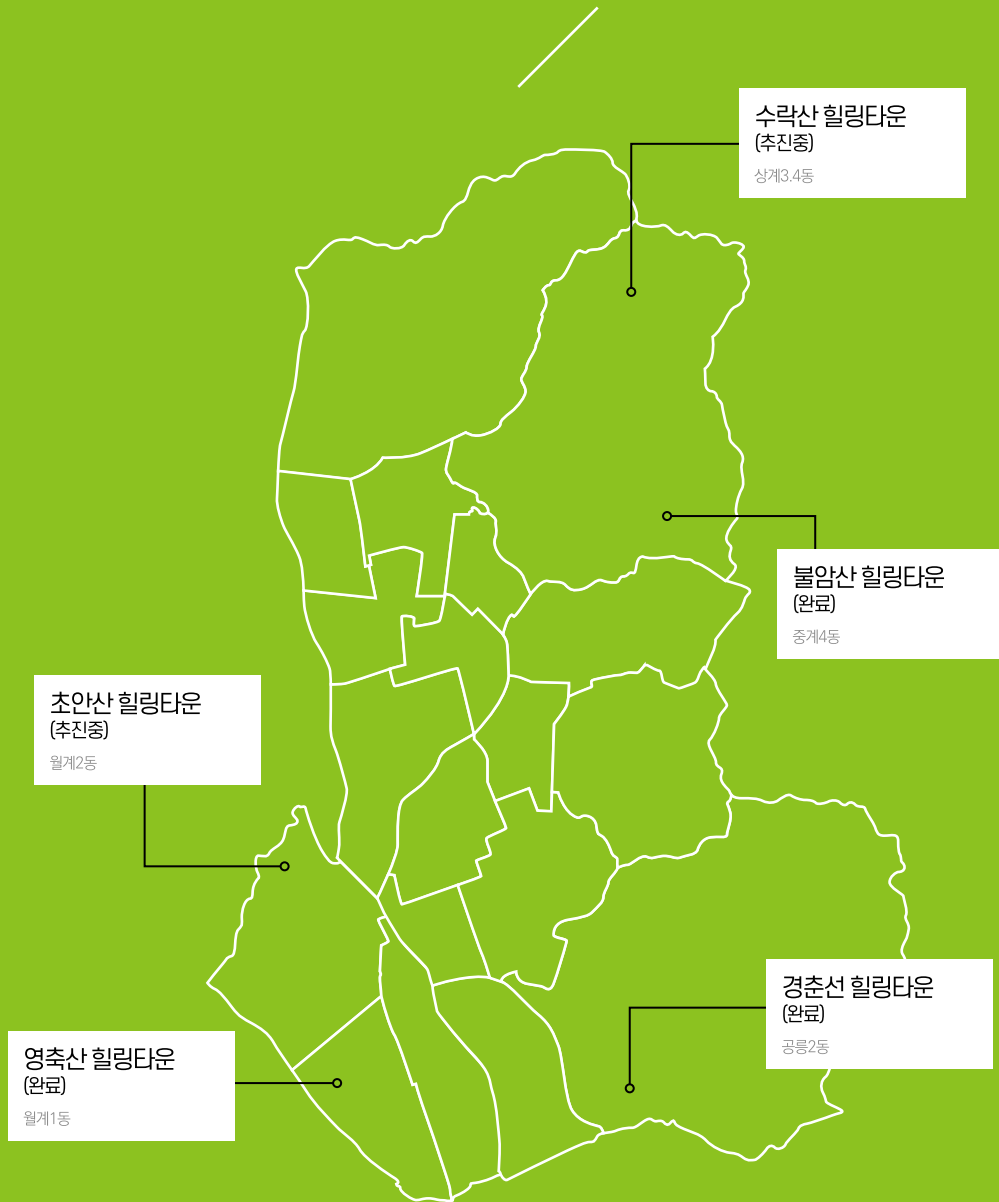 수락산 힐링타운
(추진중)
상계3.4동
불암산 힐링타운
(완료)
중계4동
초안산 힐링타운
(추진중)
월계2동
경춘선 힐링타운
(완료)
공릉2동
영축산 힐링타운
(완료)
월계1동